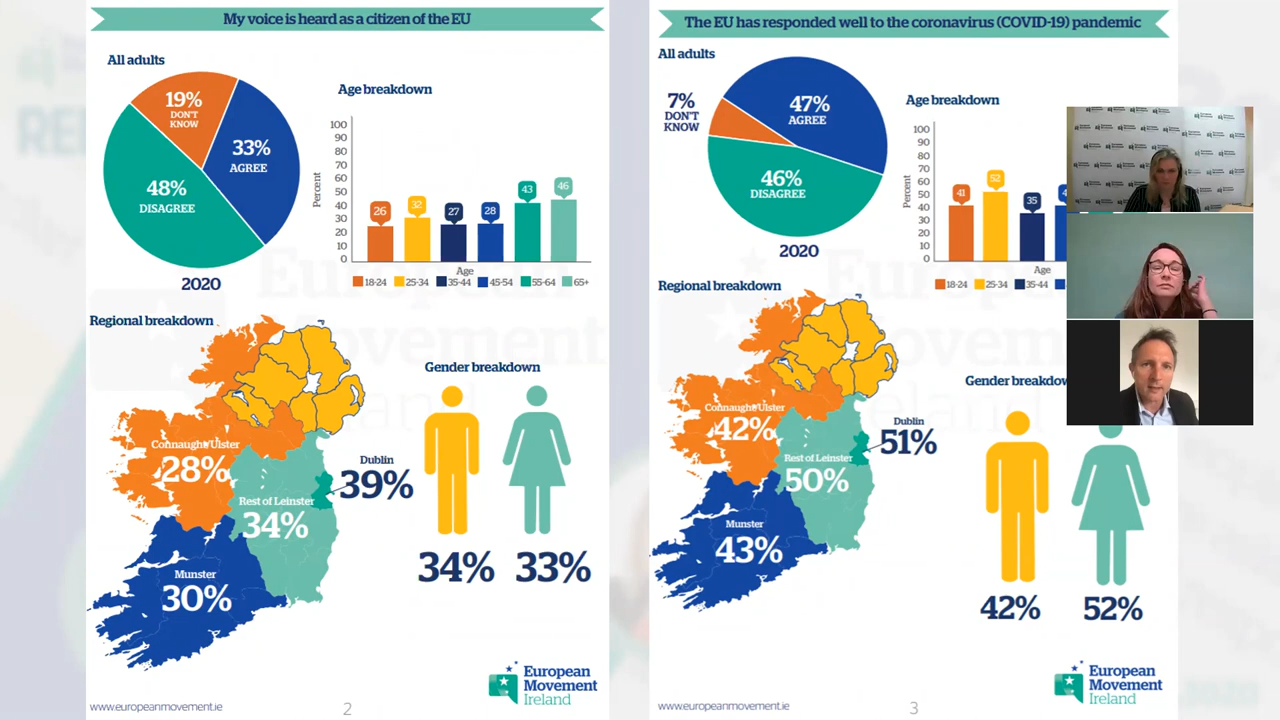 My voice is heard as a citizen of the EU
All adults
19%
DON'T
KNOW
33%
AGREE
48%
DISAGREE
2020
Age breakdown
Percent
100
90
80
70
60
50
40
30
20
10
0
26
32
27
28
43
46
Age
18-24
25-34
35-44
45-54
55-64
65+
Regional breakdown
Connaught/Ulster
28%
Dublin
39%
Rest of Leinster
34%
Munster
30%
Gender breakdown
34%
33%
European
Movement
Ireland
www.europeanmovement.ie
2
The EU has responded well to the coronavirus (COVID-19) pandemic
All adults
7%
DON'T
KNOW
47%
AGREE
46%
DISAGREE
2020
Age breakdown
Percent
100
90
80
70
60
50
40
30
20
10
0
41
52
35
Age
18-24
25-34
35-44
Regional breakdown
Connaught/Ulster
42%
Dublin
51%
Rest of Leinster
50%
Munster
43%
Gender breakdow
42%
52%
European
Movement
Ireland
www.europeanmovement.ie
3